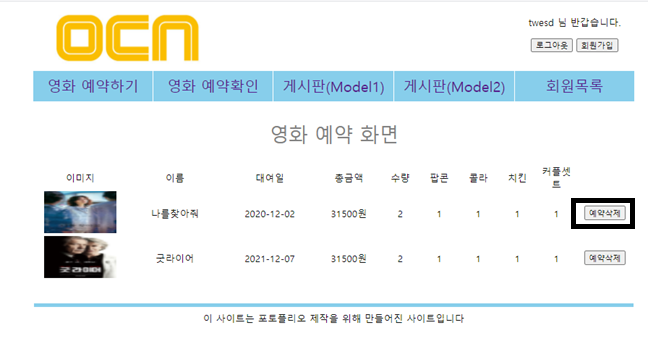 OCN
twesd 님 반갑습니다.
로그아웃 회원가입
영화 예약하기 영화 예약확인 게시판(Model1) 게시판(Model2) 회원목록
영화 예약 화면
이미지 이름 대여일 총금액 수량 팝콘 콜라 치킨 커플셋
트
나를찾아줘 2020-12-02 31500원 2 1 1 1 1 예약삭제
굿 라이어
굿라이어 2021-12-07 31500원 2 1 1 1 1 예약삭제
이 사이트는 포토폴리오 제작을 위해 만들어진 사이트입니다